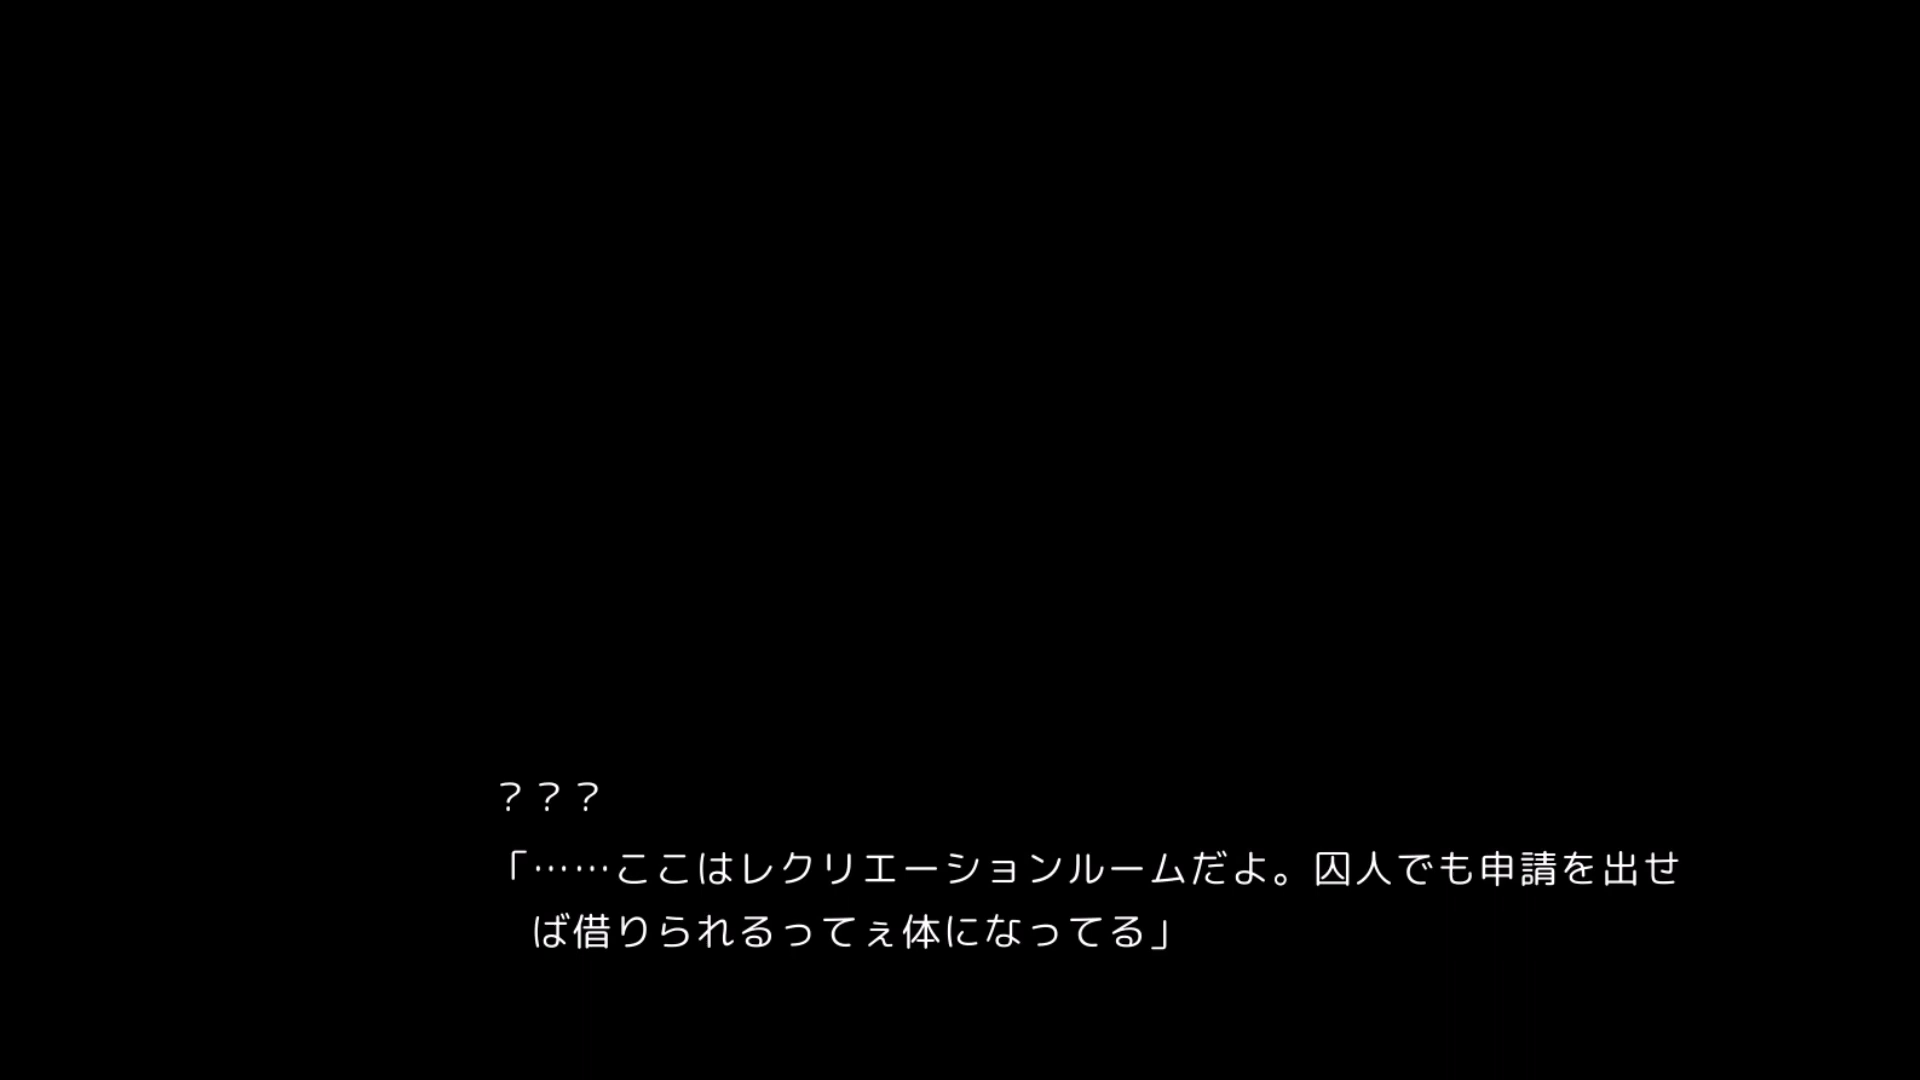 ？？？
「……ここはレクリエーションルームだよ。囚人でも申請を出せ
ば借りられるってぇ体になってる」